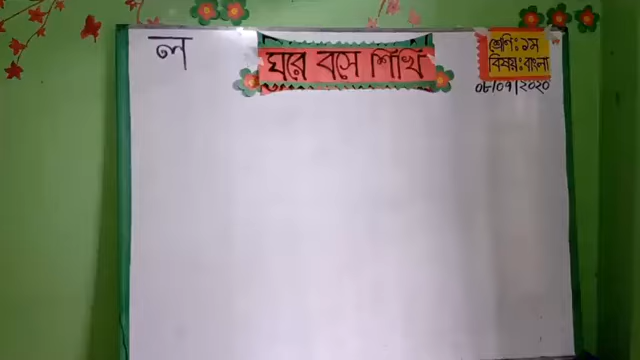 ল
ঘরে বসে শিখি
শ্রেণি: ১ম
বিষয়: বাংলা
০৮/০৭/২০২০